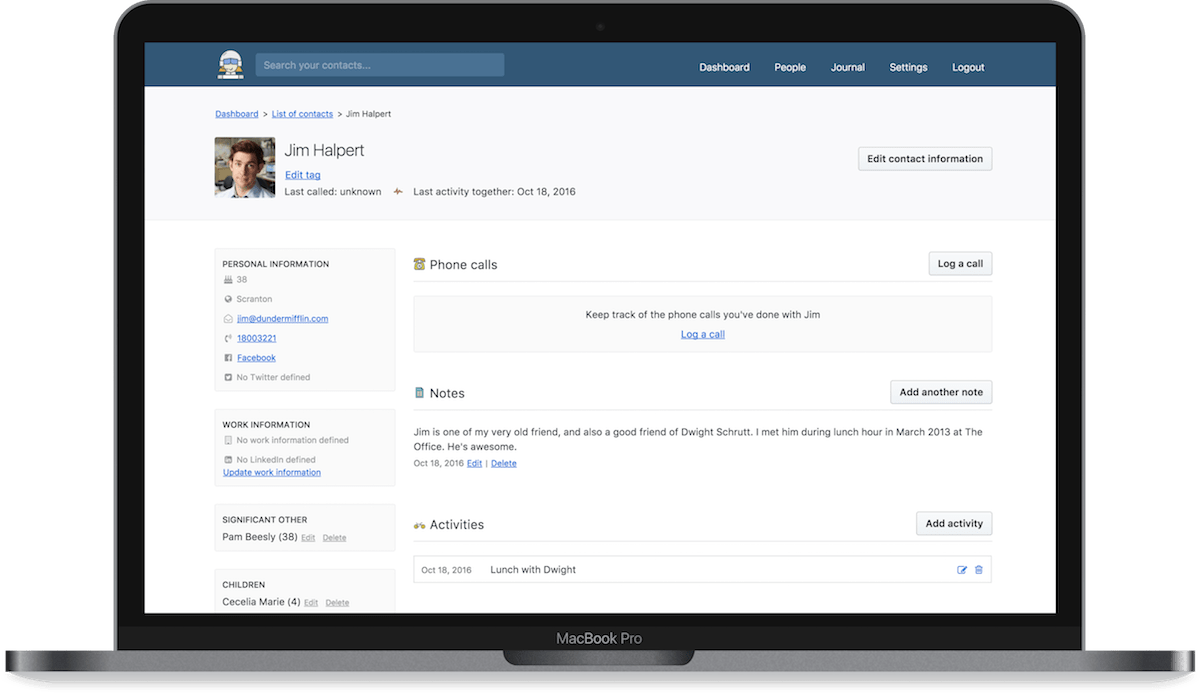 Search your contacts...
Dashboard People Journal Settings Logout
Dashboard > List of contacts > Jim Halpert
Jim Halpert
Edit contact information
Edit tag
Last called: unknown Last activity together: Oct 18, 2016
PERSONAL INFORMATION
38
Scranton
jim@dundermifflin.com
18003221
Facebook
No Twitter defined
WORK INFORMATION
No work information defined
No LinkedIn defined
Update work information
SIGNIFICANT OTHER
Pam Beesly (38) Edit Delete
CHILDREN
Cecelia Marie (4) Edit Delete
Phone calls
Log a call
Keep track of the phone calls you've done with Jim
Log a call
Notes
Add another note
Jim is one of my very old friend, and also a good friend of Dwight Schrutt. I met him during lunch hour in March 2013 at The
Office. He's awesome.
Oct 18, 2016 Edit | Delete
Activities
Add activity
Oct 18, 2016 Lunch with Dwight
MacBook Pro